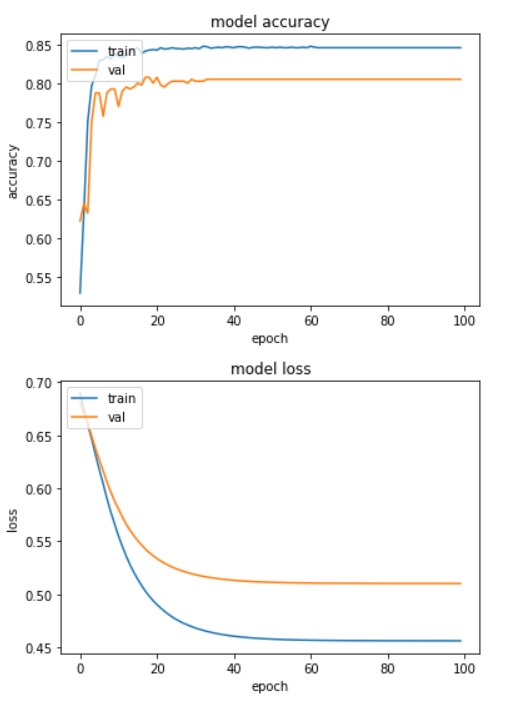 model accuracy
train
val
0.85
0.80
0.75
0.70
0.65
0.60
0.55
accuracy
0 20 40 60 80 100
epoch
model loss
train
val
0.70
0.65
0.60
0.55
0.50
0.45
loss
0 20 40 60 80 100
epoch